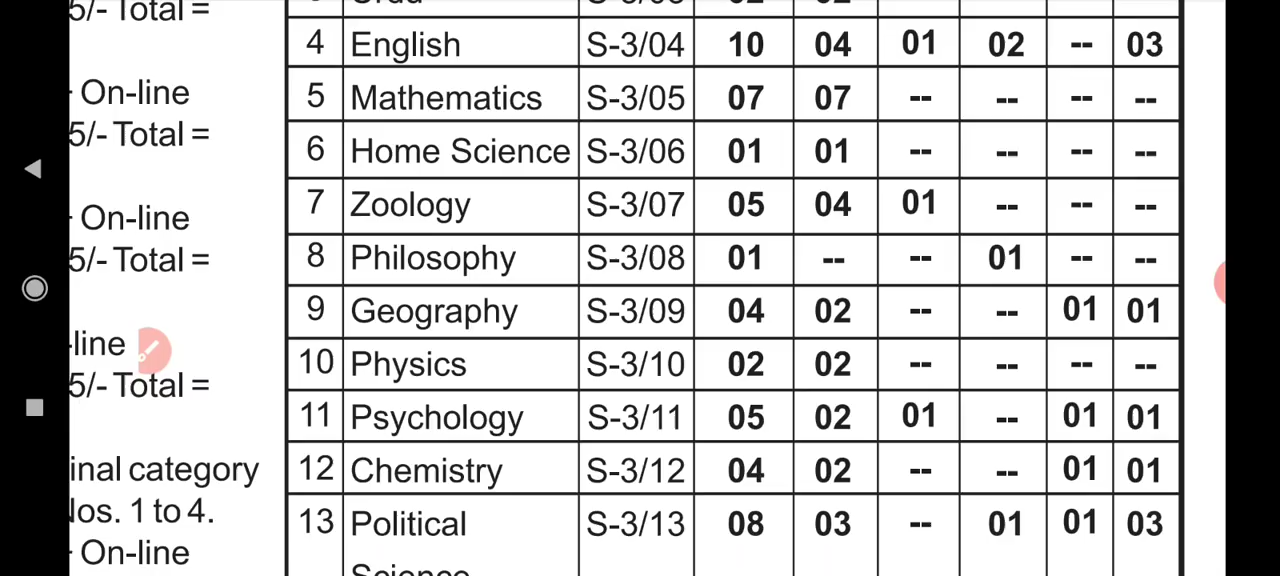 5/- Total =
On-line
5/- Total =
On-line
5/- Total =
-line
5/- Total =
inal category
Nos. 1 to 4.
On-line
4 English S-3/04 10 04 01 02 -- 03
5 Mathematics S-3/05 07 07 -- -- -- --
6 Home Science S-3/06 01 01 -- -- -- --
7 Zoology S-3/07 05 04 01 -- -- --
8 Philosophy S-3/08 01 -- -- 01 -- --
9 Geography S-3/09 04 02 -- -- 01 01
10 Physics S-3/10 02 02 -- -- -- --
11 Psychology S-3/11 05 02 01 -- 01 01
12 Chemistry S-3/12 04 02 -- -- 01 01
13 Political S-3/13 08 03 -- 01 01 03
Science